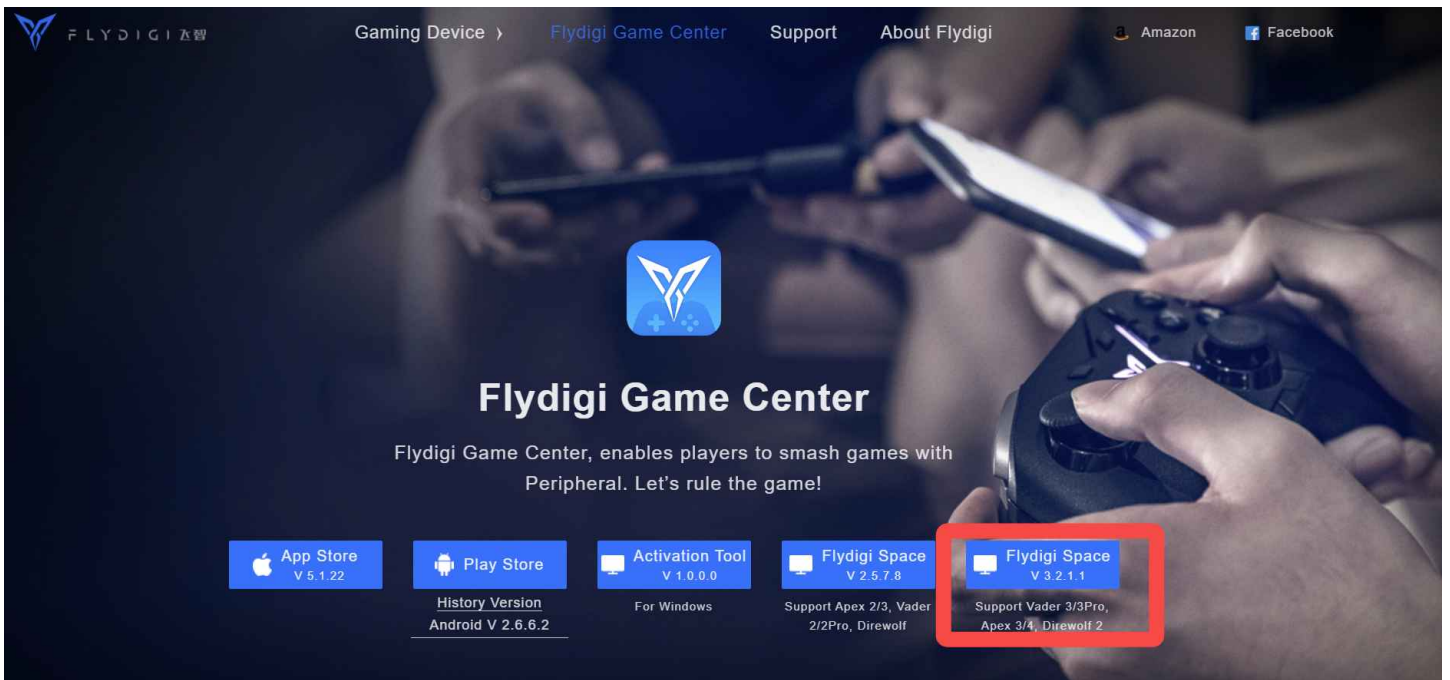 FLYDIGI 飞智
Gaming Device ›
Flydigi Game Center
Support
About Flydigi
Amazon
Facebook
Flydigi Game Center
Flydigi Game Center, enables players to smash games with
Peripheral. Let's rule the game!
App Store
V 5.1.22
Play Store
History Version
Android V 2.6.6.2
Activation Tool
V 1.0.0.0
For Windows
Flydigi Space
V 2.5.7.8
Support Apex 2/3, Vader
2/2Pro, Direwolf
Flydigi Space
V 3.2.1.1
Support Vader 3/3Pro,
Apex 3/4, Direwolf 2